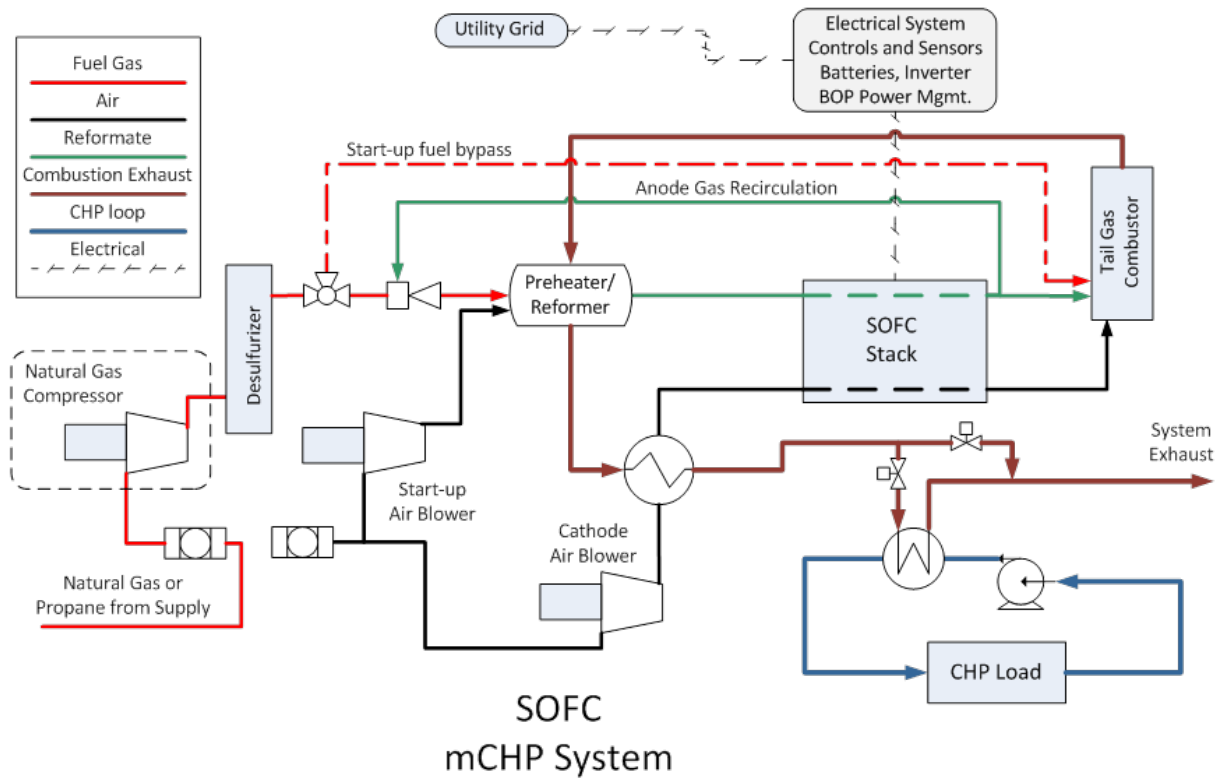 Fuel Gas
Air
Reformate
Combustion Exhaust
CHP loop
Electrical
Utility Grid
Electrical System
Controls and Sensors
Batteries, Inverter
BOP Power Mgmt.
Start-up fuel bypass
Anode Gas Recirculation
Tail Gas
Combustor
Preheater/
Reformer
SOFC
Stack
Desulfurizer
Natural Gas
Compressor
Start-up
Air Blower
Cathode
Air Blower
System
Exhaust
Natural Gas or
Propane from Supply
CHP Load
SOFC
mCHP System